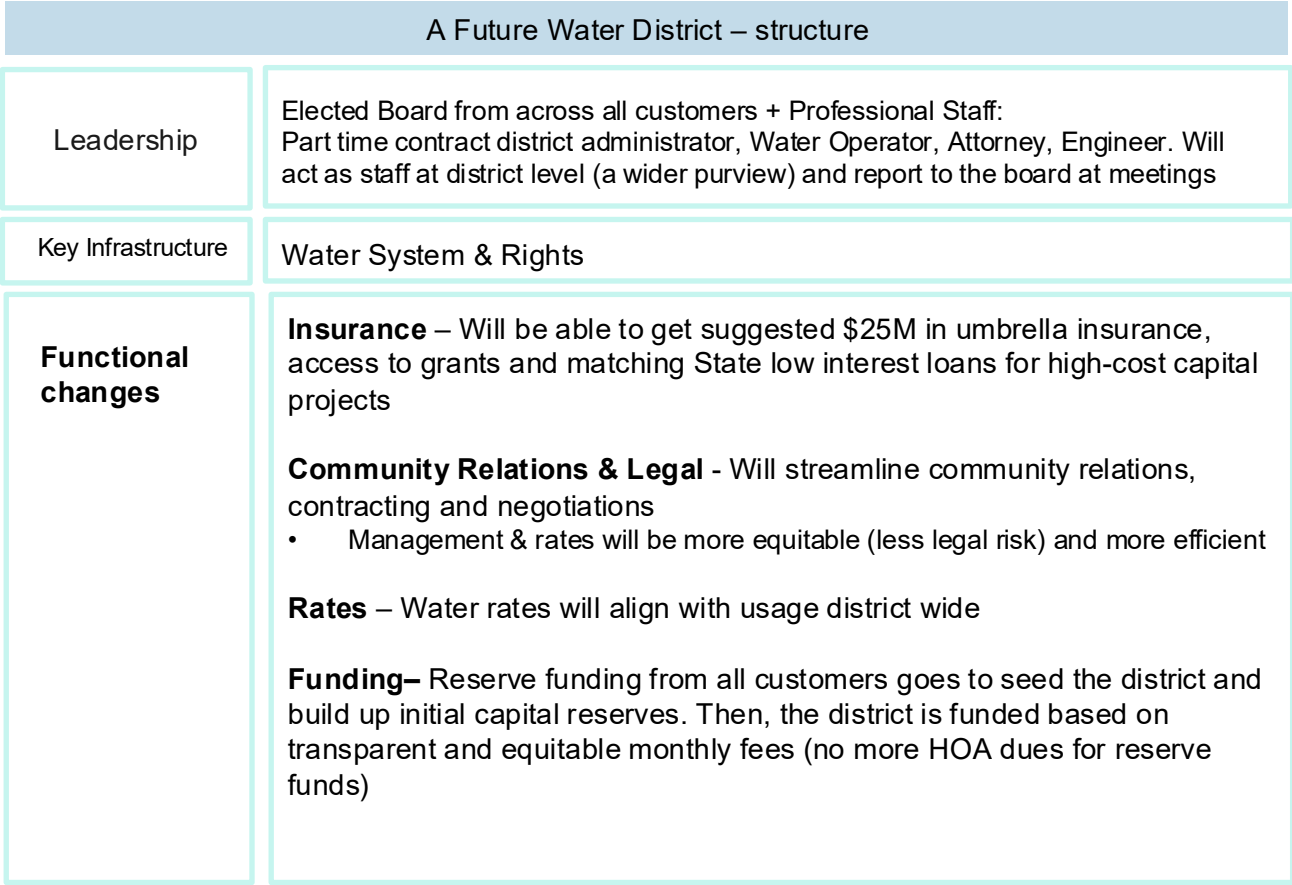 A Future Water District – structure
Leadership
Elected Board from across all customers + Professional Staff:
Part time contract district administrator, Water Operator, Attorney, Engineer. Will
act as staff at district level (a wider purview) and report to the board at meetings
Key Infrastructure
Water System & Rights
Functional
changes
Insurance – Will be able to get suggested $25M in umbrella insurance,
access to grants and matching State low interest loans for high-cost capital
projects
Community Relations & Legal - Will streamline community relations,
contracting and negotiations
• Management & rates will be more equitable (less legal risk) and more efficient
Rates – Water rates will align with usage district wide
Funding– Reserve funding from all customers goes to seed the district and
build up initial capital reserves. Then, the district is funded based on
transparent and equitable monthly fees (no more HOA dues for reserve
funds)